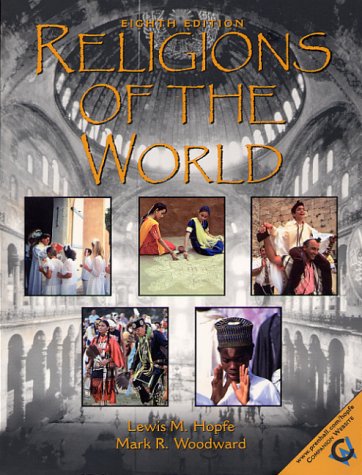 EIGHTH EDITION
RELIGIONS
OF THE
WORLD
Lewis M. Hopfe
Mark R. Woodward
www.prenhall.com/hopfe
COMPANION WEBSITE